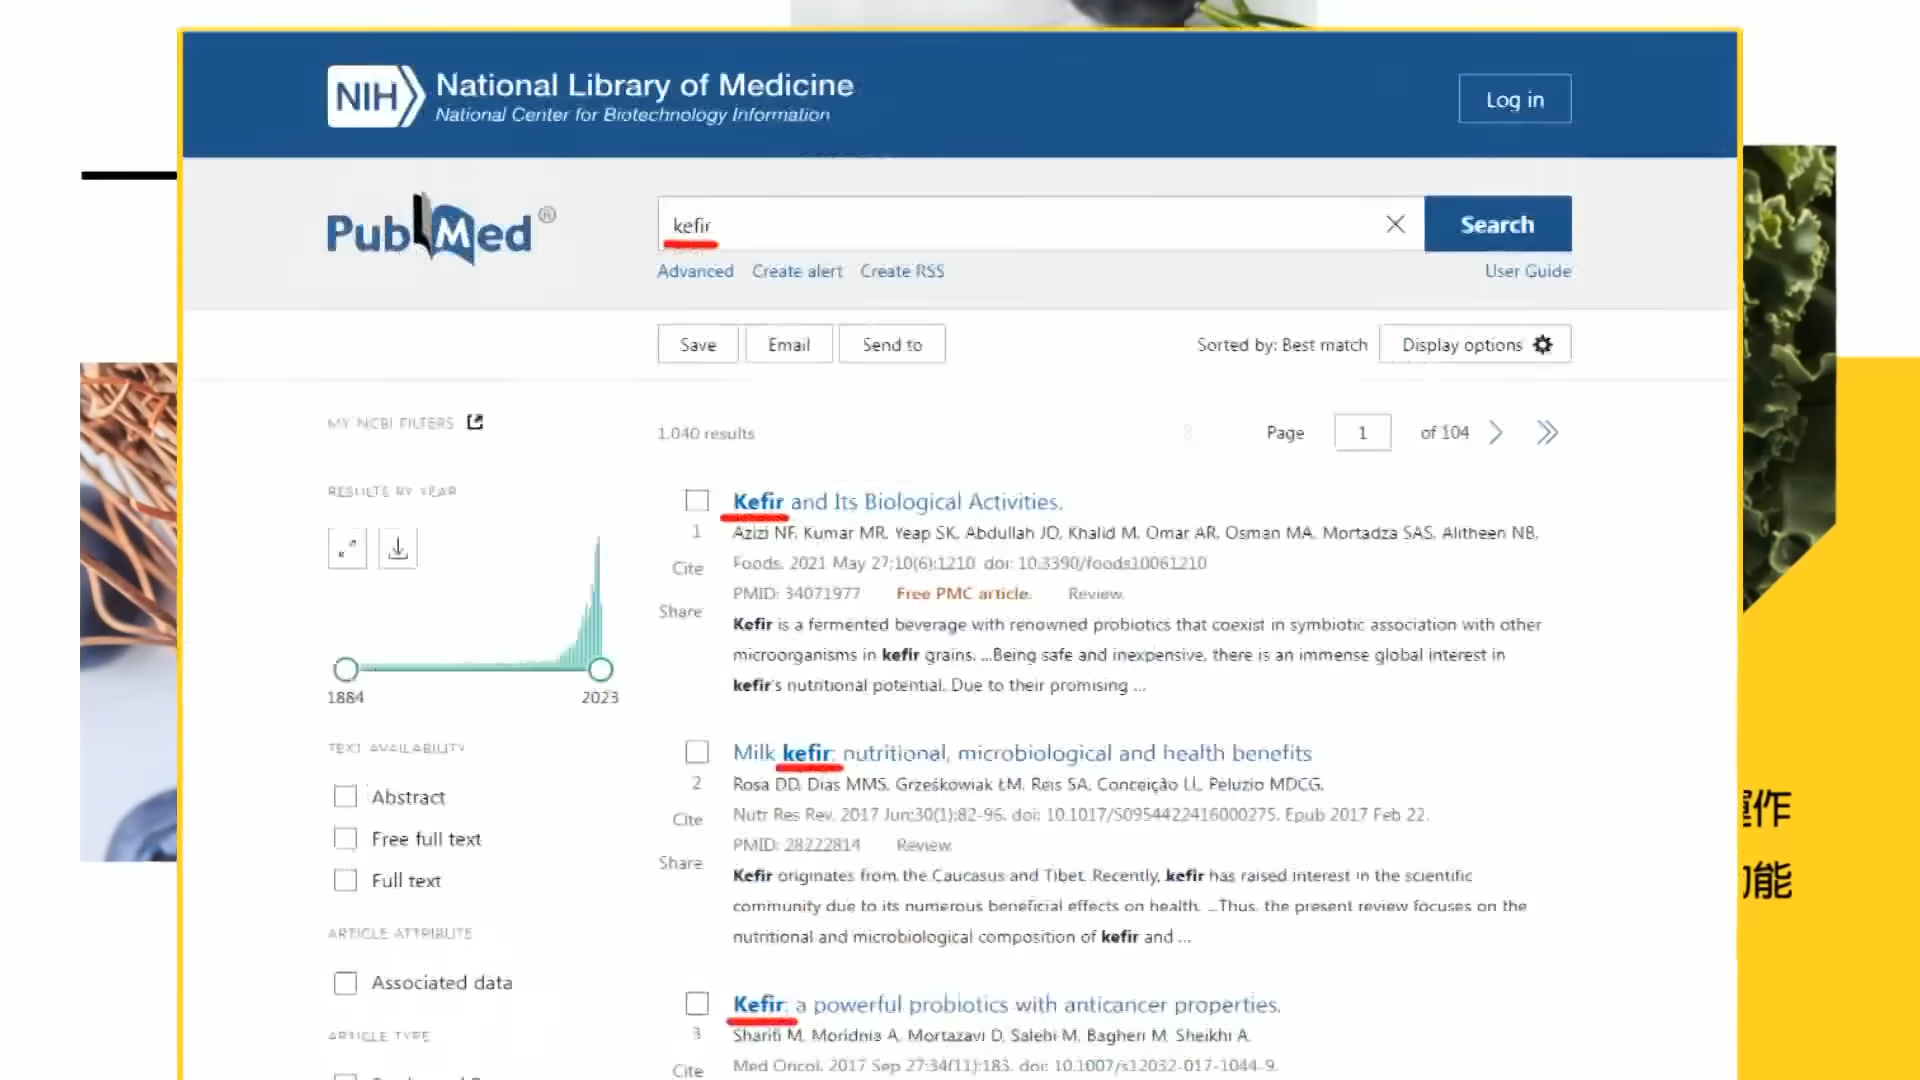 NIH National Library of Medicine
National Center for Biotechnology Information
Log in
PubMed®
kefir
Search
Advanced Create alert Create RSS
User Guide
Save Email Send to
Sorted by: Best match Display options
MY NCBI FILTERS
1,040 results
Page 1 of 104
RESULTS BY YEAR
1884 2023
TEXT AVAILABILITY
Abstract
Free full text
Full text
ARTICLE ATTRIBUTE
Associated data
ARTICLE TYPE
Kefir and Its Biological Activities.
1
Azizi NF, Kumar MR, Yeap SK, Abdullah JO, Khalid M, Omar AR, Osman MA, Mortadza SAS, Alitheen NB.
Cite
Foods. 2021 May 27;10(6):1210. doi: 10.3390/foods10061210
PMID: 34071977 Free PMC article. Review.
Share
Kefir is a fermented beverage with renowned probiotics that coexist in symbiotic association with other
microorganisms in kefir grains. ...Being safe and inexpensive, there is an immense global interest in
kefir's nutritional potential. Due to their promising ...
Milk kefir: nutritional, microbiological and health benefits
2
Rosa DD, Dias MMS, Grześkowiak ŁM, Reis SA, Conceição LL, Peluzio MDCG.
Cite
Nutr Res Rev. 2017 Jun;30(1):82-96. doi: 10.1017/S0954422416000275. Epub 2017 Feb 22.
PMID: 28222814 Review.
Share
Kefir originates from the Caucasus and Tibet. Recently, kefir has raised interest in the scientific
community due to its numerous beneficial effects on health. ...Thus, the present review focuses on the
nutritional and microbiological composition of kefir and ...
Kefir: a powerful probiotics with anticancer properties.
3
Sharifi M, Moridnia A, Mortazavi D, Salehi M, Bagheri M, Sheikhi A.
Cite
Med Oncol. 2017 Sep 27;34(11):183. doi: 10.1007/s12032-017-1044-9.
作
能